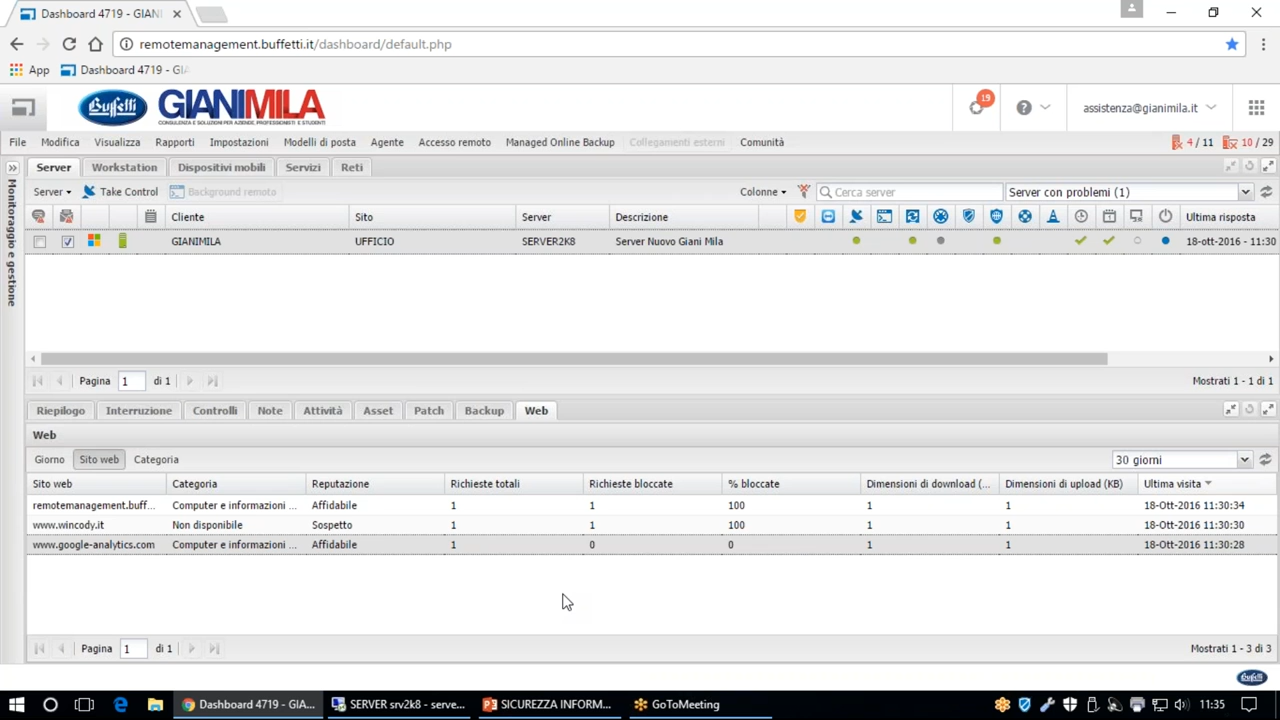 Dashboard 4719 - GIANI
remotemanagement.buffetti.it/dashboard/default.php
App Dashboard 4719 - GIA
Buffetti GIANIMILA
CONSULENZA E SOLUZIONI PER AZIENDE, PROFESSIONISTI E STUDENTI
19 assistenza@gianimila.it
File Modifica Visualizza Rapporti Impostazioni Modelli di posta Agente Accesso remoto Managed Online Backup Collegamenti esterni Comunità 4 / 11 10 / 29
Monitoraggio e gestione
Server Workstation Dispositivi mobili Servizi Reti
Server Take Control Background remoto Colonne Cerca server Server con problemi (1)
Cliente Sito Server Descrizione Ultima risposta
GIANIMILA UFFICIO SERVER2K8 Server Nuovo Giani Mila 18-ott-2016 - 11:30
Pagina 1 di 1 Mostrati 1 - 1 di 1
Riepilogo Interruzione Controlli Note Attività Asset Patch Backup Web
Web
Giorno Sito web Categoria 30 giorni
Sito web Categoria Reputazione Richieste totali Richieste bloccate % bloccate Dimensioni di download (... Dimensioni di upload (KB) Ultima visita
remotemanagement.buff... Computer e informazioni ... Affidabile 1 1 100 1 1 18-Ott-2016 11:30:34
www.wincody.it Non disponibile Sospetto 1 1 100 1 1 18-Ott-2016 11:30:30
www.google-analytics.com Computer e informazioni ... Affidabile 1 0 0 1 1 18-Ott-2016 11:30:28
Pagina 1 di 1 Mostrati 1 - 3 di 3
Buffetti
Dashboard 4719 - GIA... SERVER srv2k8 - serve... SICUREZZA INFORM... GoToMeeting 11:35